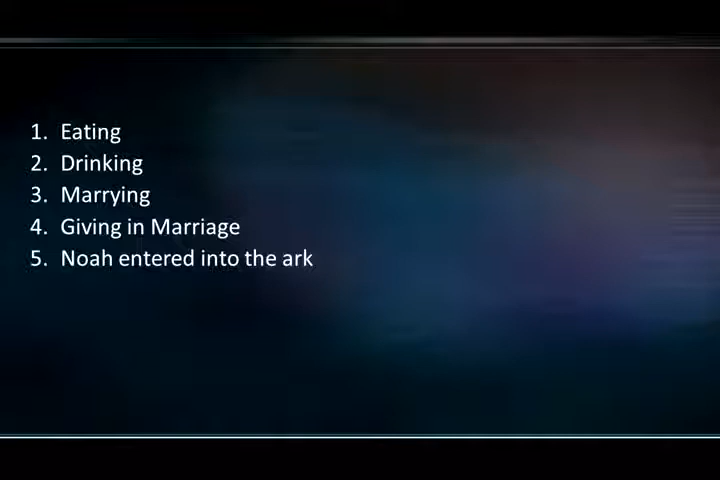 1. Eating
2. Drinking
3. Marrying
4. Giving in Marriage
5. Noah entered into the ark